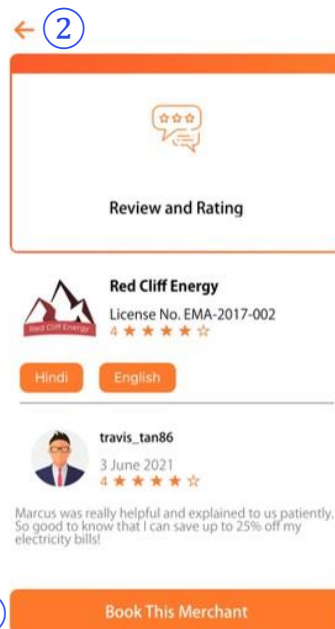 2
Review and Rating
Red Cliff Energy
License No. EMA-2017-002
Red Cliff Energy
4 ★ ★ ★ ★ ☆
Hindi English
travis_tan86
3 June 2021
4 ★ ★ ★ ★ ☆
Marcus was really helpful and explained to us patiently.
So good to know that I can save up to 25% off my
electricity bills!
Book This Merchant